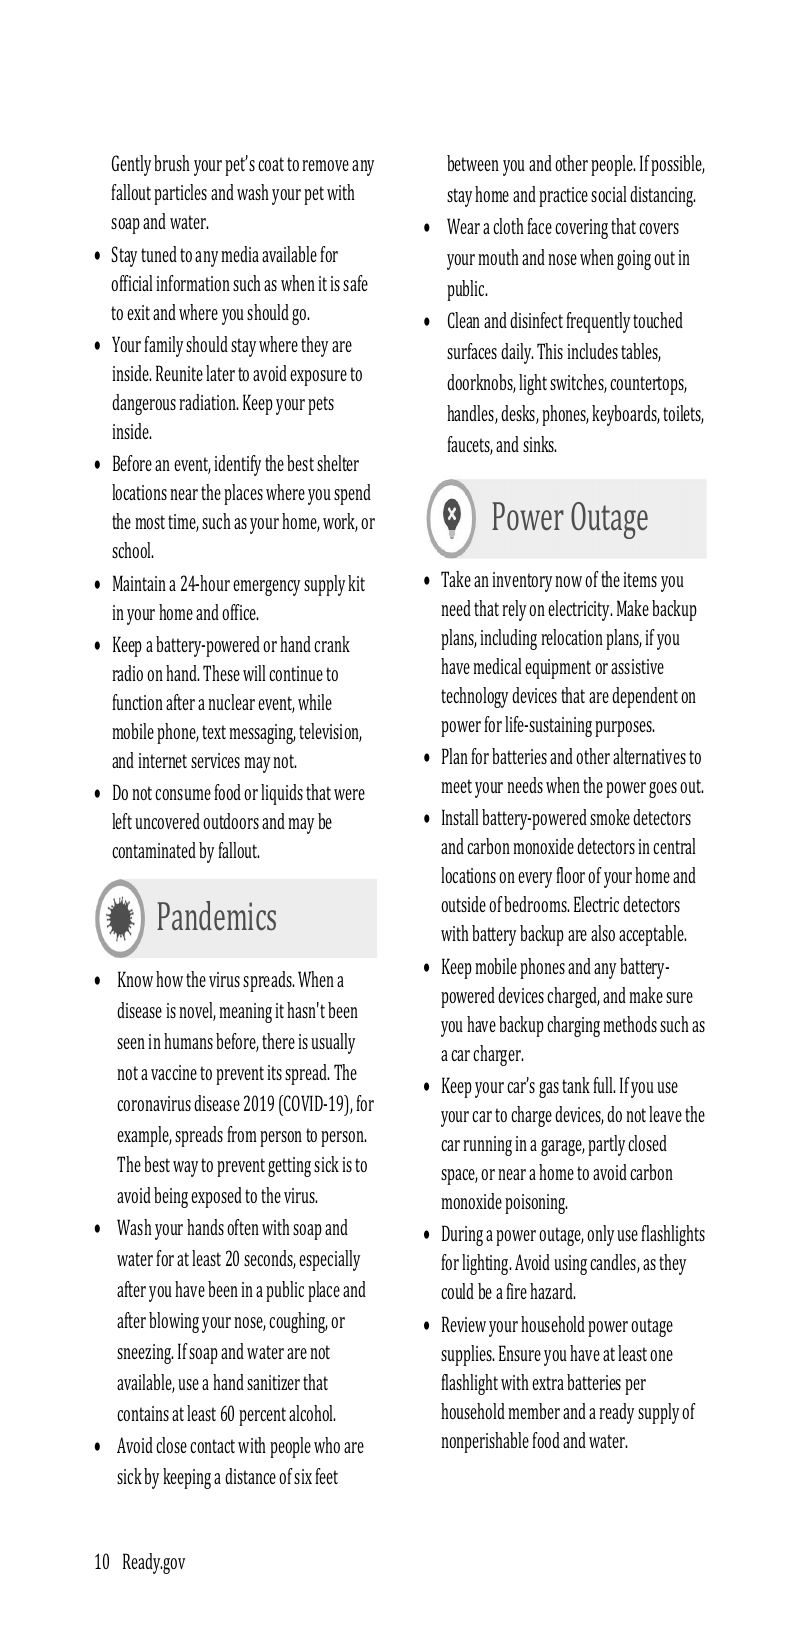 Gently brush your pet’s coat to remove any
fallout particles and wash your pet with
soap and water.
• Stay tuned to any media available for
official information such as when it is safe
to exit and where you should go.
• Your family should stay where they are
inside. Reunite later to avoid exposure to
dangerous radiation. Keep your pets
inside.
• Before an event, identify the best shelter
locations near the places where you spend
the most time, such as your home, work, or
school.
• Maintain a 24-hour emergency supply kit
in your home and office.
• Keep a battery-powered or hand crank
radio on hand. These will continue to
function after a nuclear event, while
mobile phone, text messaging, television,
and internet services may not.
• Do not consume food or liquids that were
left uncovered outdoors and may be
contaminated by fallout.
Pandemics
• Know how the virus spreads. When a
disease is novel, meaning it hasn't been
seen in humans before, there is usually
not a vaccine to prevent its spread. The
coronavirus disease 2019 (COVID-19), for
example, spreads from person to person.
The best way to prevent getting sick is to
avoid being exposed to the virus.
• Wash your hands often with soap and
water for at least 20 seconds, especially
after you have been in a public place and
after blowing your nose, coughing, or
sneezing. If soap and water are not
available, use a hand sanitizer that
contains at least 60 percent alcohol.
• Avoid close contact with people who are
sick by keeping a distance of six feet
between you and other people. If possible,
stay home and practice social distancing.
• Wear a cloth face covering that covers
your mouth and nose when going out in
public.
• Clean and disinfect frequently touched
surfaces daily. This includes tables,
doorknobs, light switches, countertops,
handles, desks, phones, keyboards, toilets,
faucets, and sinks.
Power Outage
• Take an inventory now of the items you
need that rely on electricity. Make backup
plans, including relocation plans, if you
have medical equipment or assistive
technology devices that are dependent on
power for life-sustaining purposes.
• Plan for batteries and other alternatives to
meet your needs when the power goes out.
• Install battery-powered smoke detectors
and carbon monoxide detectors in central
locations on every floor of your home and
outside of bedrooms. Electric detectors
with battery backup are also acceptable.
• Keep mobile phones and any battery-
powered devices charged, and make sure
you have backup charging methods such as
a car charger.
• Keep your car’s gas tank full. If you use
your car to charge devices, do not leave the
car running in a garage, partly closed
space, or near a home to avoid carbon
monoxide poisoning.
• During a power outage, only use flashlights
for lighting. Avoid using candles, as they
could be a fire hazard.
• Review your household power outage
supplies. Ensure you have at least one
flashlight with extra batteries per
household member and a ready supply of
nonperishable food and water.
10 Ready.gov